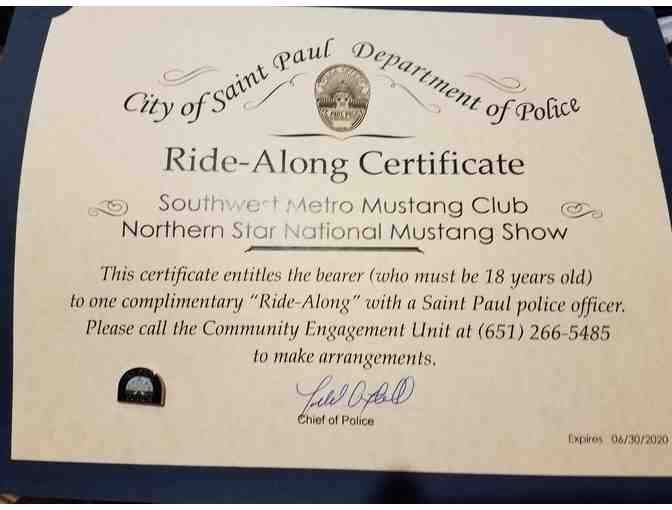 City of Saint Paul Department of Police
Ride-Along Certificate
Southwest Metro Mustang Club
Northern Star National Mustang Show
This certificate entitles the bearer (who must be 18 years old)
to one complimentary "Ride-Along" with a Saint Paul police officer.
Please call the Community Engagement Unit at (651) 266-5485
to make arrangements.
Chief of Police
Expires 06/30/2020